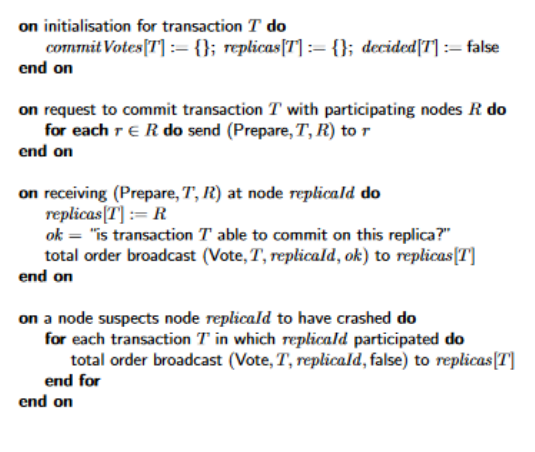 on initialisation for transaction T do
commitVotes[T] := {}; replicas[T] := {}; decided[T] := false
end on
on request to commit transaction T with participating nodes R do
for each r ∈ R do send (Prepare, T, R) to r
end on
on receiving (Prepare, T, R) at node replicaId do
replicas[T] := R
ok = "is transaction T able to commit on this replica?"
total order broadcast (Vote, T, replicaId, ok) to replicas[T]
end on
on a node suspects node replicaId to have crashed do
for each transaction T in which replicaId participated do
total order broadcast (Vote, T, replicaId, false) to replicas[T]
end for
end on